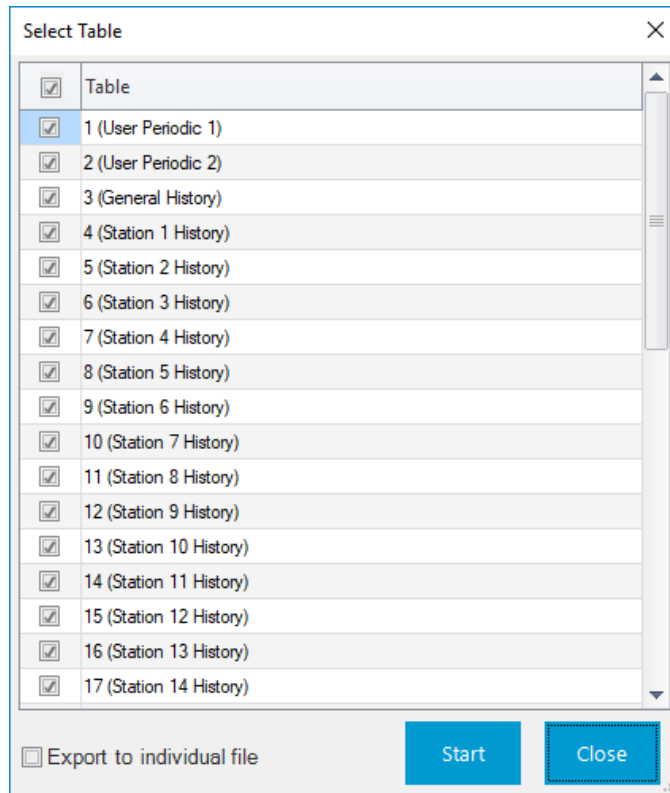 Select Table
Table
1 (User Periodic 1)
2 (User Periodic 2)
3 (General History)
4 (Station 1 History)
5 (Station 2 History)
6 (Station 3 History)
7 (Station 4 History)
8 (Station 5 History)
9 (Station 6 History)
10 (Station 7 History)
11 (Station 8 History)
12 (Station 9 History)
13 (Station 10 History)
14 (Station 11 History)
15 (Station 12 History)
16 (Station 13 History)
17 (Station 14 History)
Export to individual file
Start
Close